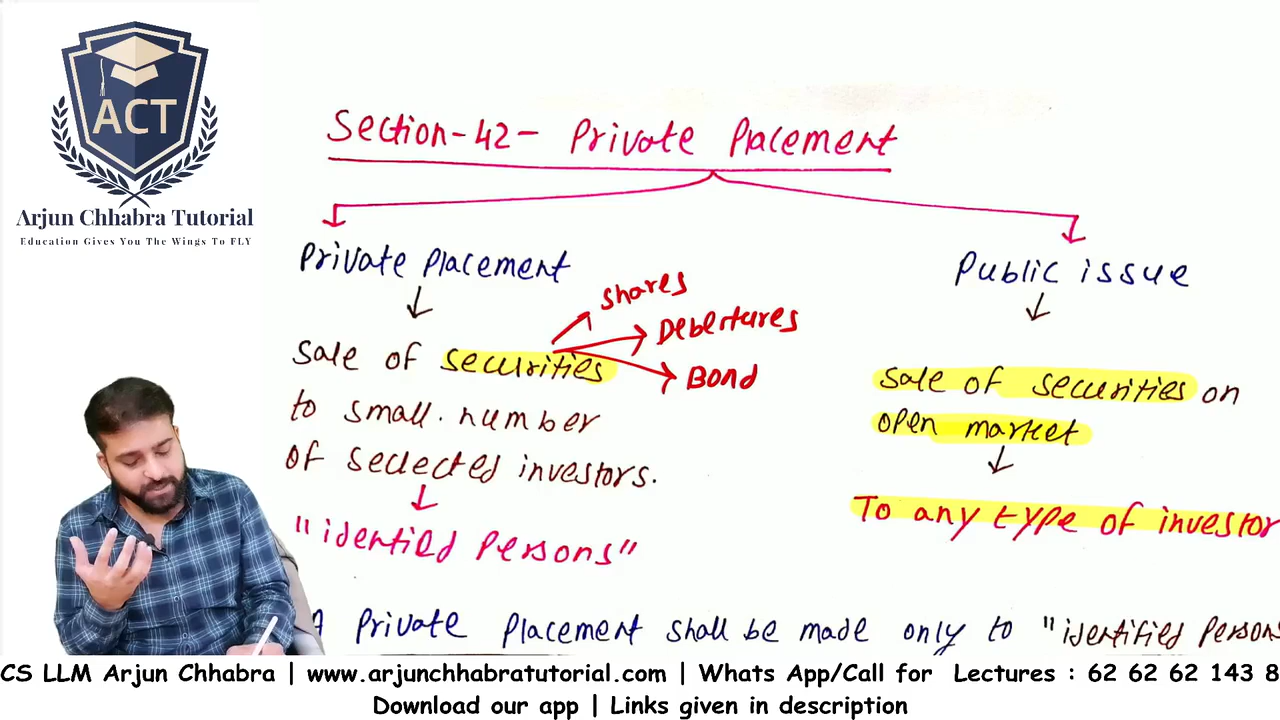 ACT
Arjun Chhabra Tutorial
Education Gives You The Wings To FLY
Section-42- Private Placement
Private Placement
Public issue
shares
Debertures
Bond
Sale of securities
to small number
of selected investors.
"identied Persons"
Sale of securities on
open market
To any type of investor
A Private Placement shall be made only to "identified Person
CS LLM Arjun Chhabra | www.arjunchhabratutorial.com | Whats App/Call for Lectures : 62 62 62 143 8
Download our app | Links given in description